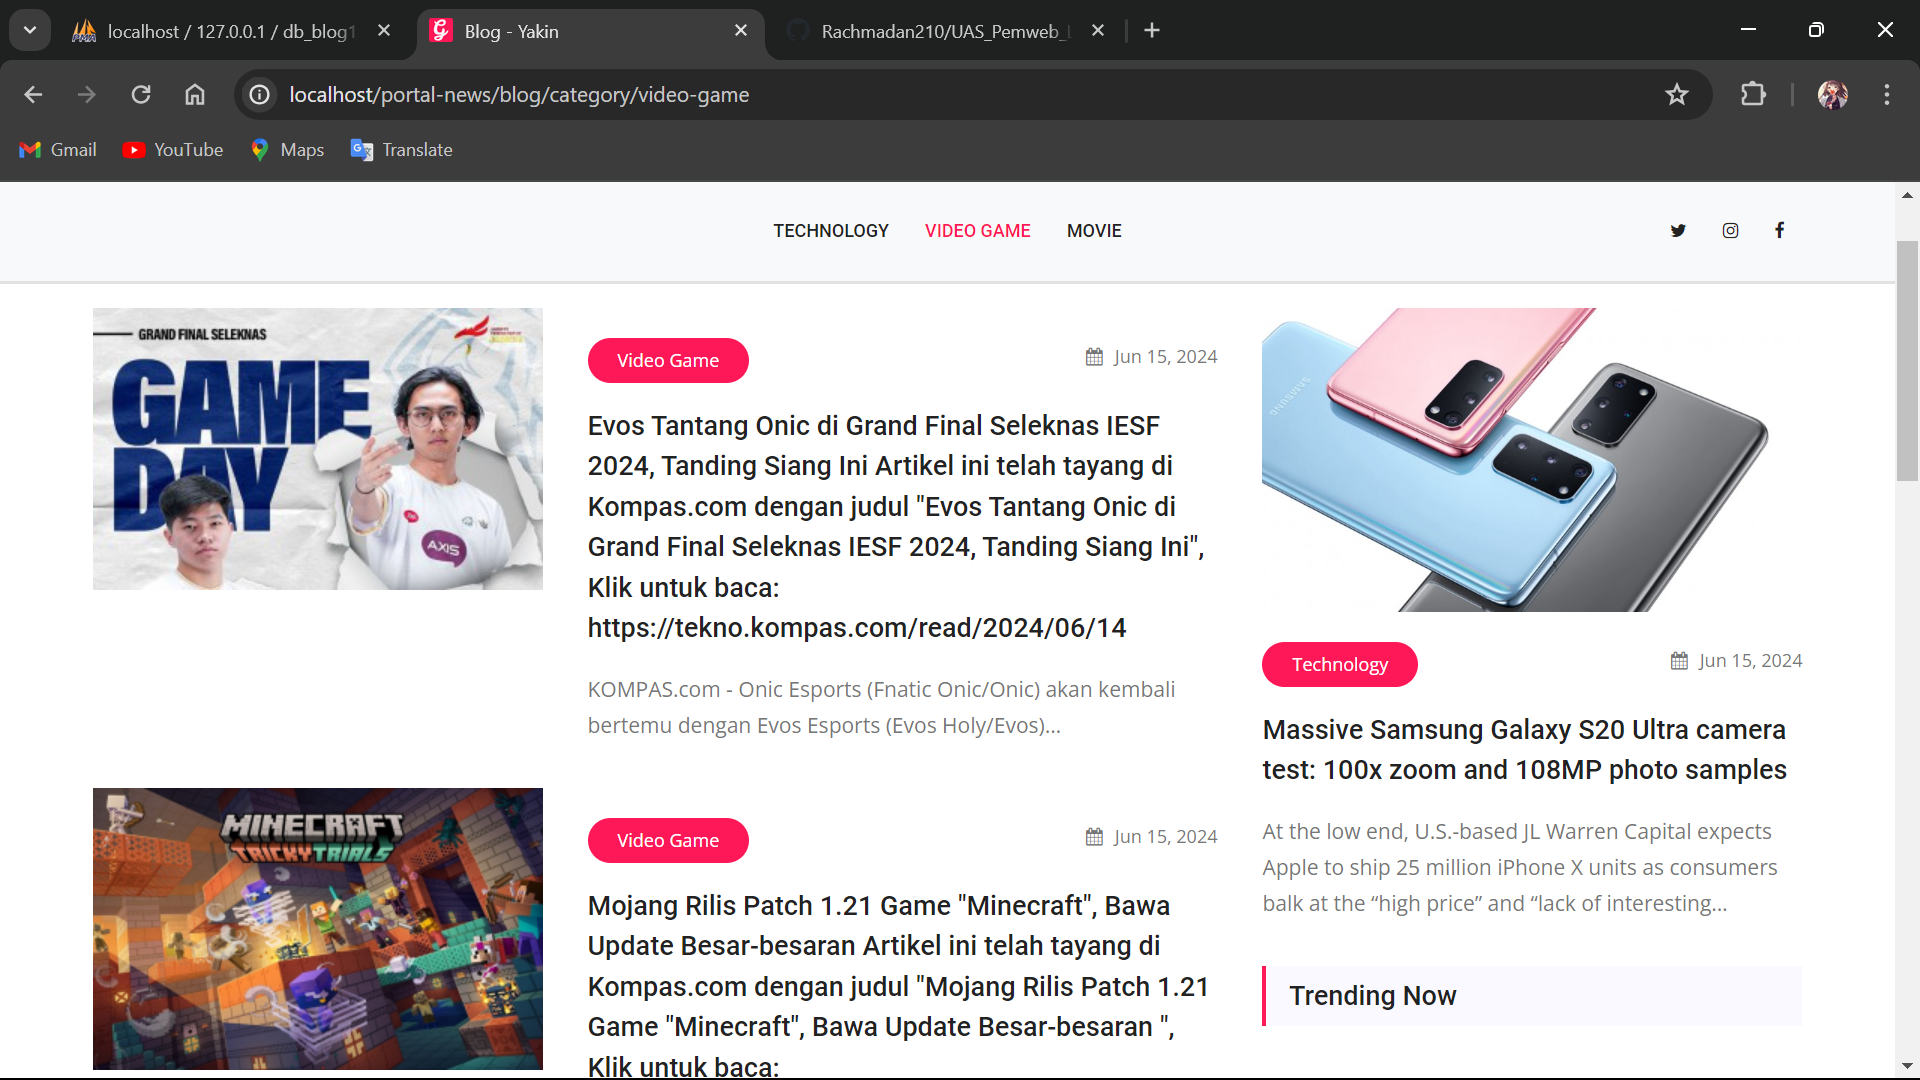 localhost / 127.0.0.1 / db_blog1
Blog - Yakin
Rachmadan210/UAS_Pemweb_L
localhost/portal-news/blog/category/video-game
Gmail
YouTube
Maps
Translate
TECHNOLOGY
VIDEO GAME
MOVIE
GRAND FINAL SELEKNAS
GAME
DAY
AXIS
Video Game
Jun 15, 2024
Evos Tantang Onic di Grand Final Seleknas IESF
2024, Tanding Siang Ini Artikel ini telah tayang di
Kompas.com dengan judul "Evos Tantang Onic di
Grand Final Seleknas IESF 2024, Tanding Siang Ini",
Klik untuk baca:
https://tekno.kompas.com/read/2024/06/14
KOMPAS.com - Onic Esports (Fnatic Onic/Onic) akan kembali
bertemu dengan Evos Esports (Evos Holy/Evos)...
MINECRAFT
TRICKY TRIALS
Video Game
Jun 15, 2024
Mojang Rilis Patch 1.21 Game "Minecraft", Bawa
Update Besar-besaran Artikel ini telah tayang di
Kompas.com dengan judul "Mojang Rilis Patch 1.21
Game "Minecraft", Bawa Update Besar-besaran ",
Klik untuk baca:
SAMSUNG
Technology
Jun 15, 2024
Massive Samsung Galaxy S20 Ultra camera
test: 100x zoom and 108MP photo samples
At the low end, U.S.-based JL Warren Capital expects
Apple to ship 25 million iPhone X units as consumers
balk at the “high price” and “lack of interesting...
Trending Now